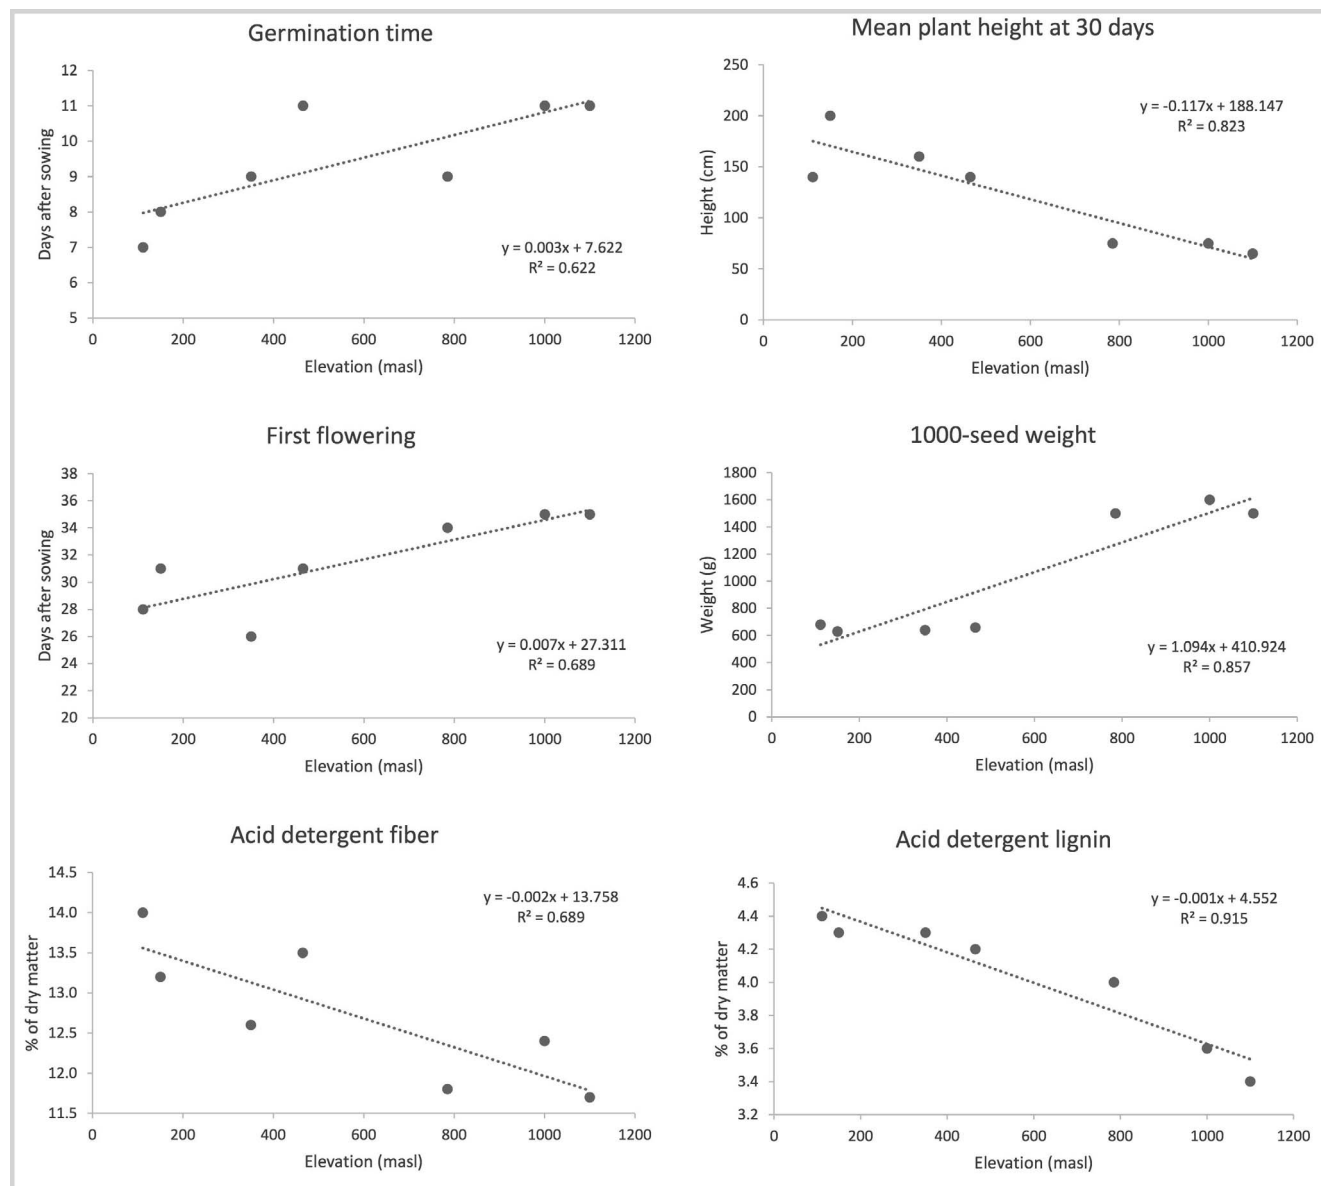 Germination time
12
11
10
9
8
7
6
5
Days after sowing
y = 0.003x + 7.622
R² = 0.622
0 200 400 600 800 1000 1200
Elevation (masl)
Mean plant height at 30 days
250
200
150
100
50
0
Height (cm)
y = -0.117x + 188.147
R² = 0.823
200 400 600 800 1000 1200
Elevation (masl)
First flowering
38
36
34
32
30
28
26
24
22
20
Days after sowing
y = 0.007x + 27.311
R² = 0.689
0 200 400 600 800 1000 1200
Elevation (masl)
1000-seed weight
1800
1600
1400
1200
1000
800
600
400
200
0
Weight (g)
y = 1.094x + 410.924
R² = 0.857
0 200 400 600 800 1000 1200
Elevation (masl)
Acid detergent fiber
14.5
14.0
13.5
13.0
12.5
12.0
11.5
% of dry matter
y = -0.002x + 13.758
R² = 0.689
0 200 400 600 800 1000 1200
Elevation (masl)
Acid detergent lignin
4.6
4.4
4.2
4.0
3.8
3.6
3.4
3.2
% of dry matter
y = -0.001x + 4.552
R² = 0.915
0 200 400 600 800 1000 1200
Elevation (masl)